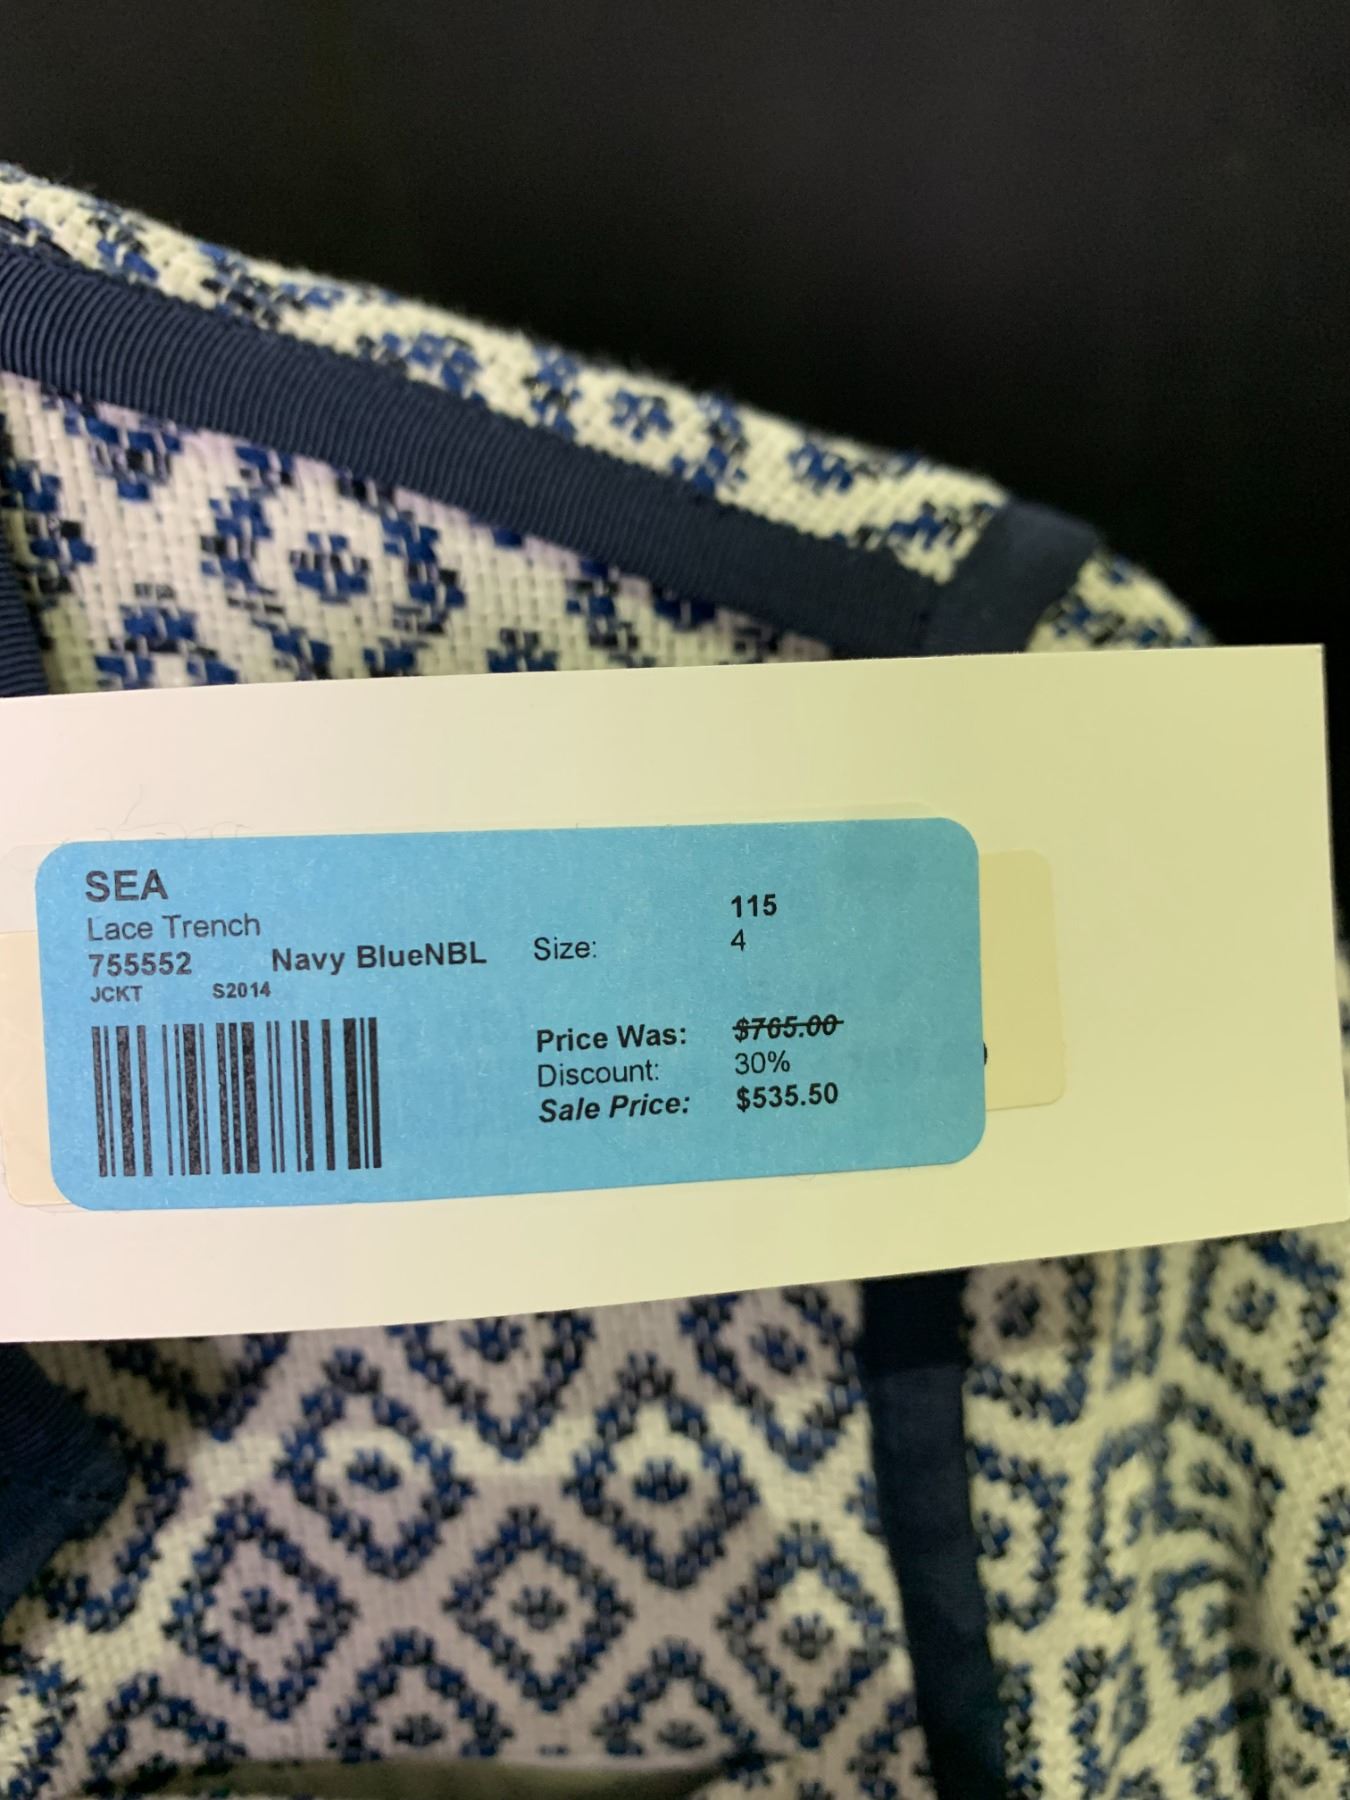 SEA
Lace Trench
755552 Navy BlueNBL
JCKT S2014
115
Size: 4
Price Was: $765.00
Discount: 30%
Sale Price: $535.50